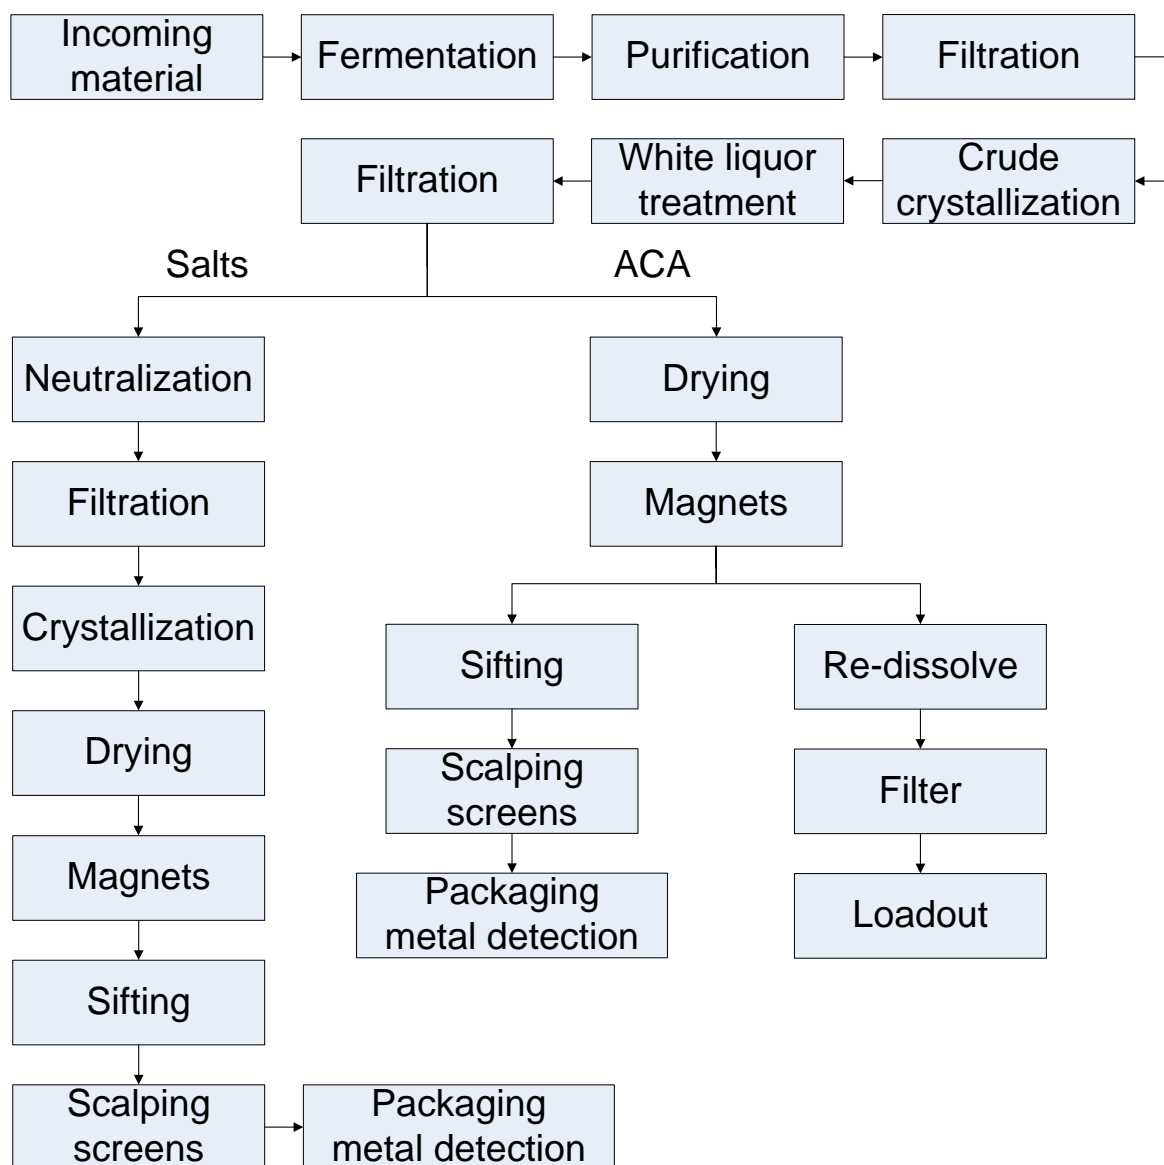 Incoming
material
Fermentation
Purification
Filtration
Crude
crystallization
White liquor
treatment
Filtration
Salts
ACA
Neutralization
Filtration
Crystallization
Drying
Magnets
Sifting
Scalping
screens
Packaging
metal detection
Drying
Magnets
Sifting
Scalping
screens
Packaging
metal detection
Re-dissolve
Filter
Loadout